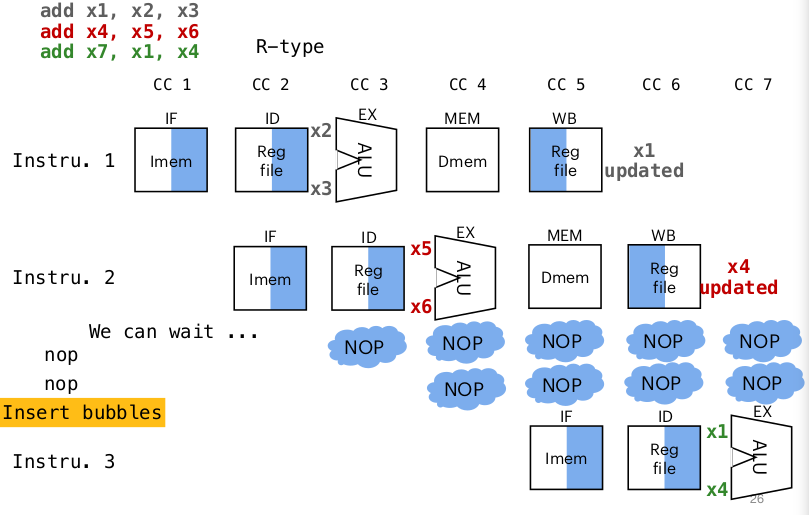 add x1, x2, x3
add x4, x5, x6
add x7, x1, x4
R-type
CC 1 CC 2 CC 3 CC 4 CC 5 CC 6 CC 7
IF ID EX MEM WB
Instru. 1 Imem Reg file x2 x3 ALU Dmem Reg file x1 updated
IF ID EX MEM WB
Instru. 2 Imem Reg file x5 x6 ALU Dmem Reg file x4 updated
We can wait ...
nop NOP NOP NOP NOP NOP
nop NOP NOP NOP NOP
Insert bubbles
IF ID EX
Instru. 3 Imem Reg file x1 x4 ALU
26